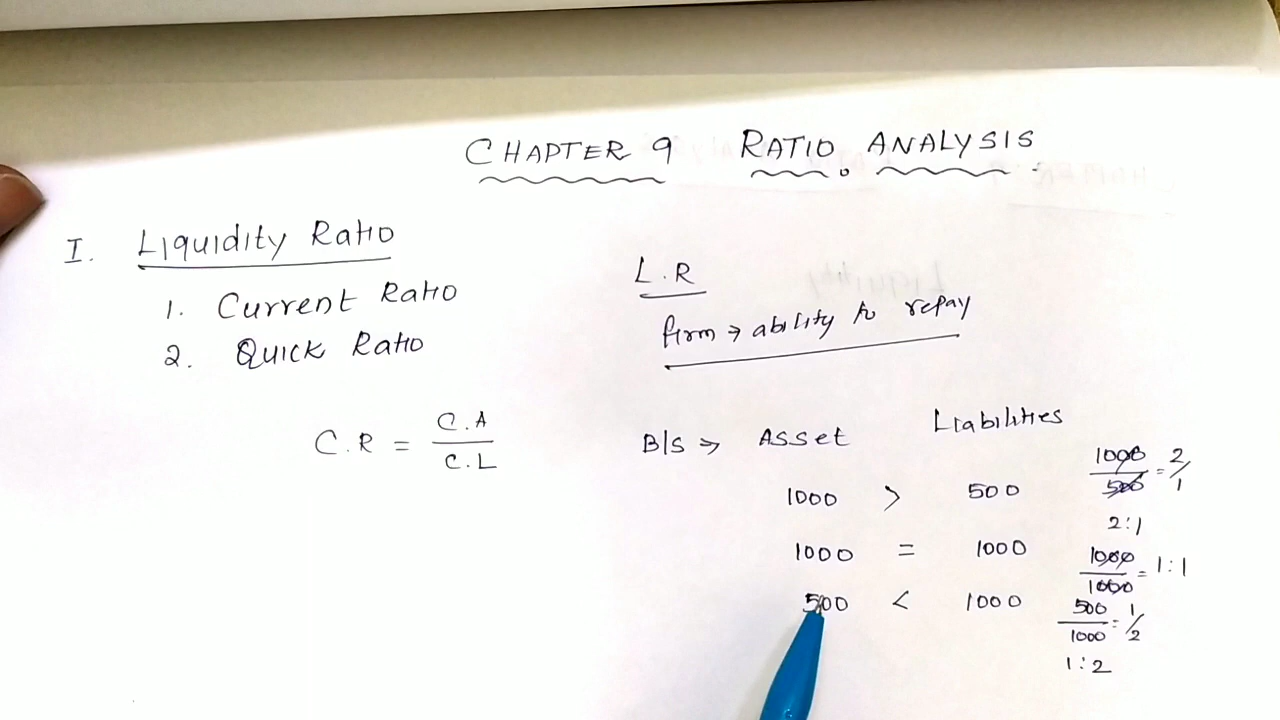 CHAPTER 9 RATIO ANALYSIS
I. Liquidity Ratio
1. Current Ratio
2. Quick Ratio
C.R = C.A / C.L
L.R
firm → ability to repay
B/S → Asset Liabilities
1000 > 500 1000/500 = 2/1
2:1
1000 = 1000 1000/1000 = 1:1
500 < 1000 500/1000 = 1/2
1:2